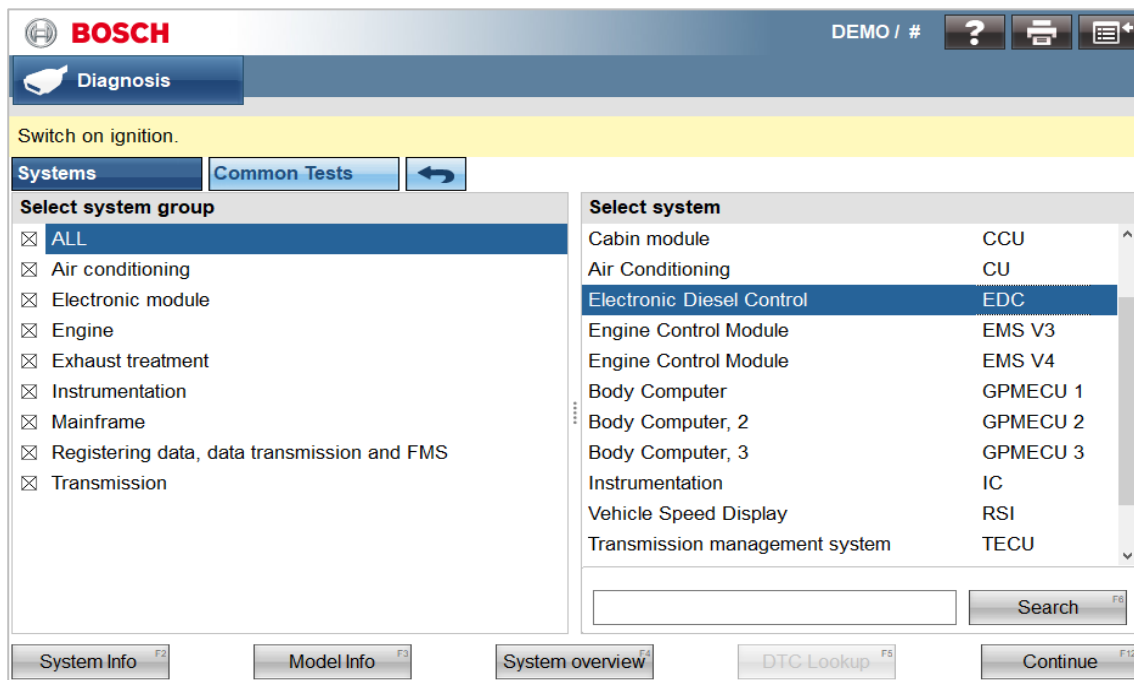 BOSCH DEMO / # ?
Diagnosis
Switch on ignition.
Systems Common Tests
Select system group
ALL
Air conditioning
Electronic module
Engine
Exhaust treatment
Instrumentation
Mainframe
Registering data, data transmission and FMS
Transmission
Select system
Cabin module CCU
Air Conditioning CU
Electronic Diesel Control EDC
Engine Control Module EMS V3
Engine Control Module EMS V4
Body Computer GPMECU 1
Body Computer, 2 GPMECU 2
Body Computer, 3 GPMECU 3
Instrumentation IC
Vehicle Speed Display RSI
Transmission management system TECU
Search F6
System Info F2 Model Info F3 System overview F4 DTC Lookup F5 Continue F12